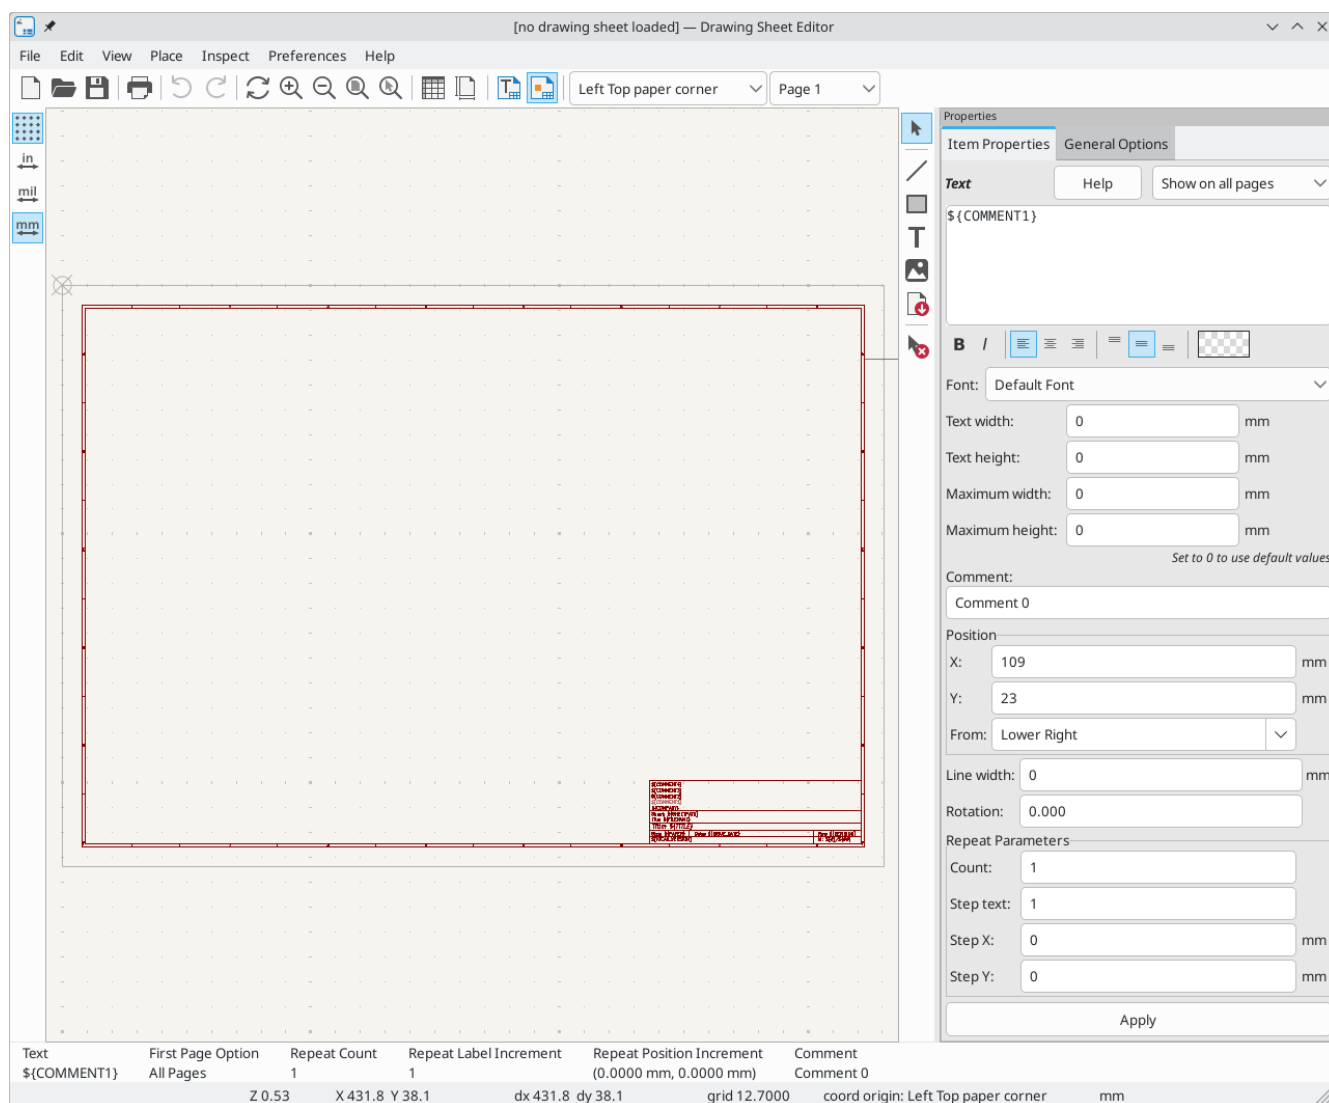 [no drawing sheet loaded] — Drawing Sheet Editor
File Edit View Place Inspect Preferences Help
Left Top paper corner Page 1
Properties
in
mil
mm
Item Properties General Options
Text Help Show on all pages
${COMMENT1}
B I
Font: Default Font
Text width: 0 mm
Text height: 0 mm
Maximum width: 0 mm
Maximum height: 0 mm
Set to 0 to use default values
Comment:
Comment 0
Position
X: 109 mm
Y: 23 mm
From: Lower Right
Line width: 0 mm
Rotation: 0.000
Repeat Parameters
Count: 1
Step text: 1
Step X: 0 mm
Step Y: 0 mm
Apply
Text First Page Option Repeat Count Repeat Label Increment Repeat Position Increment Comment
${COMMENT1} All Pages 1 1 (0.0000 mm, 0.0000 mm) Comment 0
Z 0.53 X 431.8 Y 38.1 dx 431.8 dy 38.1 grid 12.7000 coord origin: Left Top paper corner mm